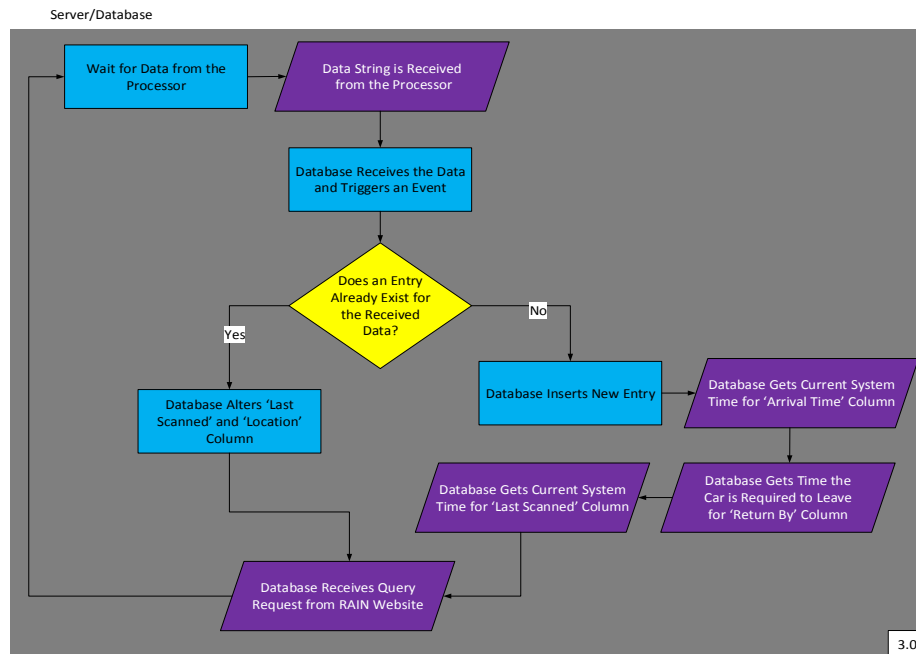 Server/Database
Wait for Data from the
Processor
Data String is Received
from the Processor
Database Receives the Data
and Triggers an Event
Does an Entry
Already Exist for
the Received
Data?
Yes
No
Database Alters ‘Last
Scanned’ and ‘Location’
Column
Database Inserts New Entry
Database Gets Current System
Time for ‘Arrival Time’ Column
Database Gets Time the
Car is Required to Leave
for ‘Return By’ Column
Database Gets Current System
Time for ‘Last Scanned’ Column
Database Receives Query
Request from RAIN Website
3.0